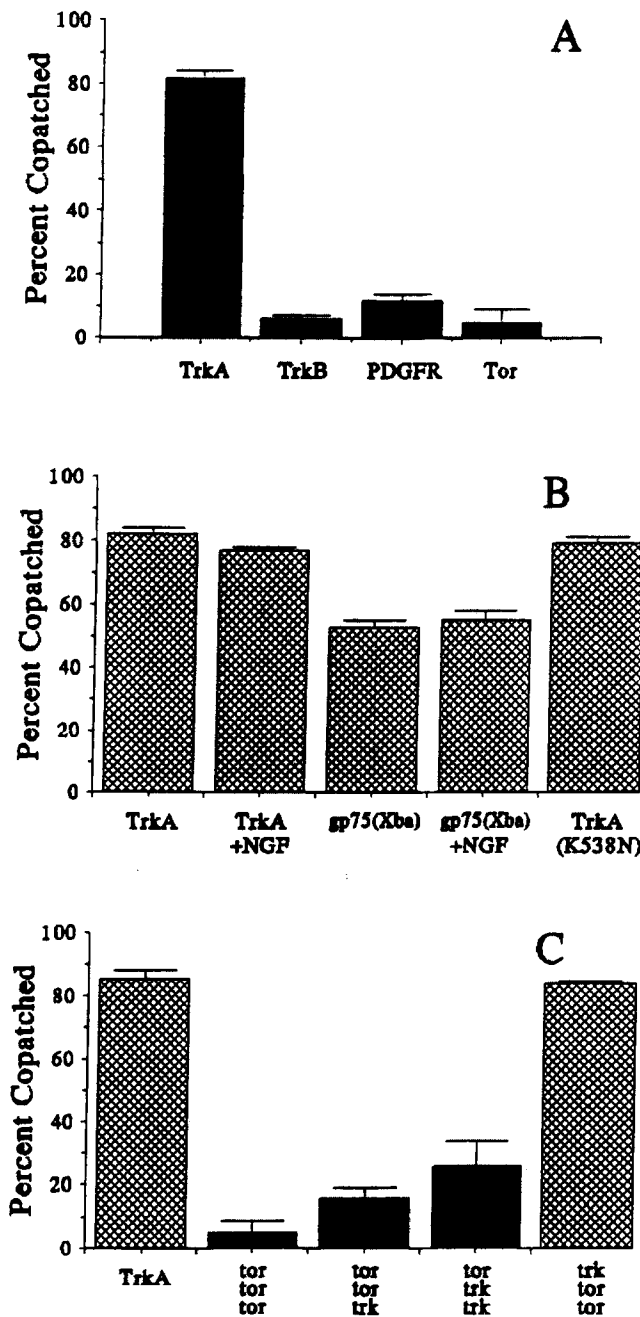 A
Percent Copatched
100
80
60
40
20
0
TrkA TrkB PDGFR Tor
B
Percent Copatched
100
80
60
40
20
0
TrkA TrkA gp75(Xba) gp75(Xba) TrkA
+NGF +NGF (K538N)
C
Percent Copatched
100
80
60
40
20
0
TrkA tor tor tor trk
tor tor trk tor
tor trk trk tor